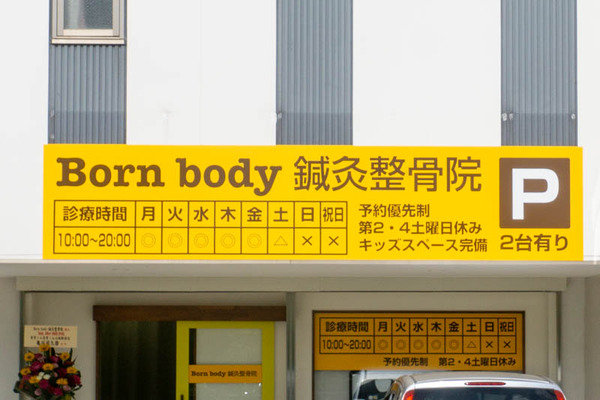 Born body 鍼灸整骨院
診療時間 月 火 水 木 金 土 日 祝日
10:00~20:00 ◎ ◎ ◎ ◎ ◎ △ × ×
予約優先制
第2・4土曜日休み
キッズスペース完備
P
2台有り
診療時間 月 火 水 木 金 土 日 祝日
10:00~20:00 ◎ ◎ ◎ ◎ ◎ △ × ×
予約優先制 第2・4土曜日休み
Born body 鍼灸整骨院